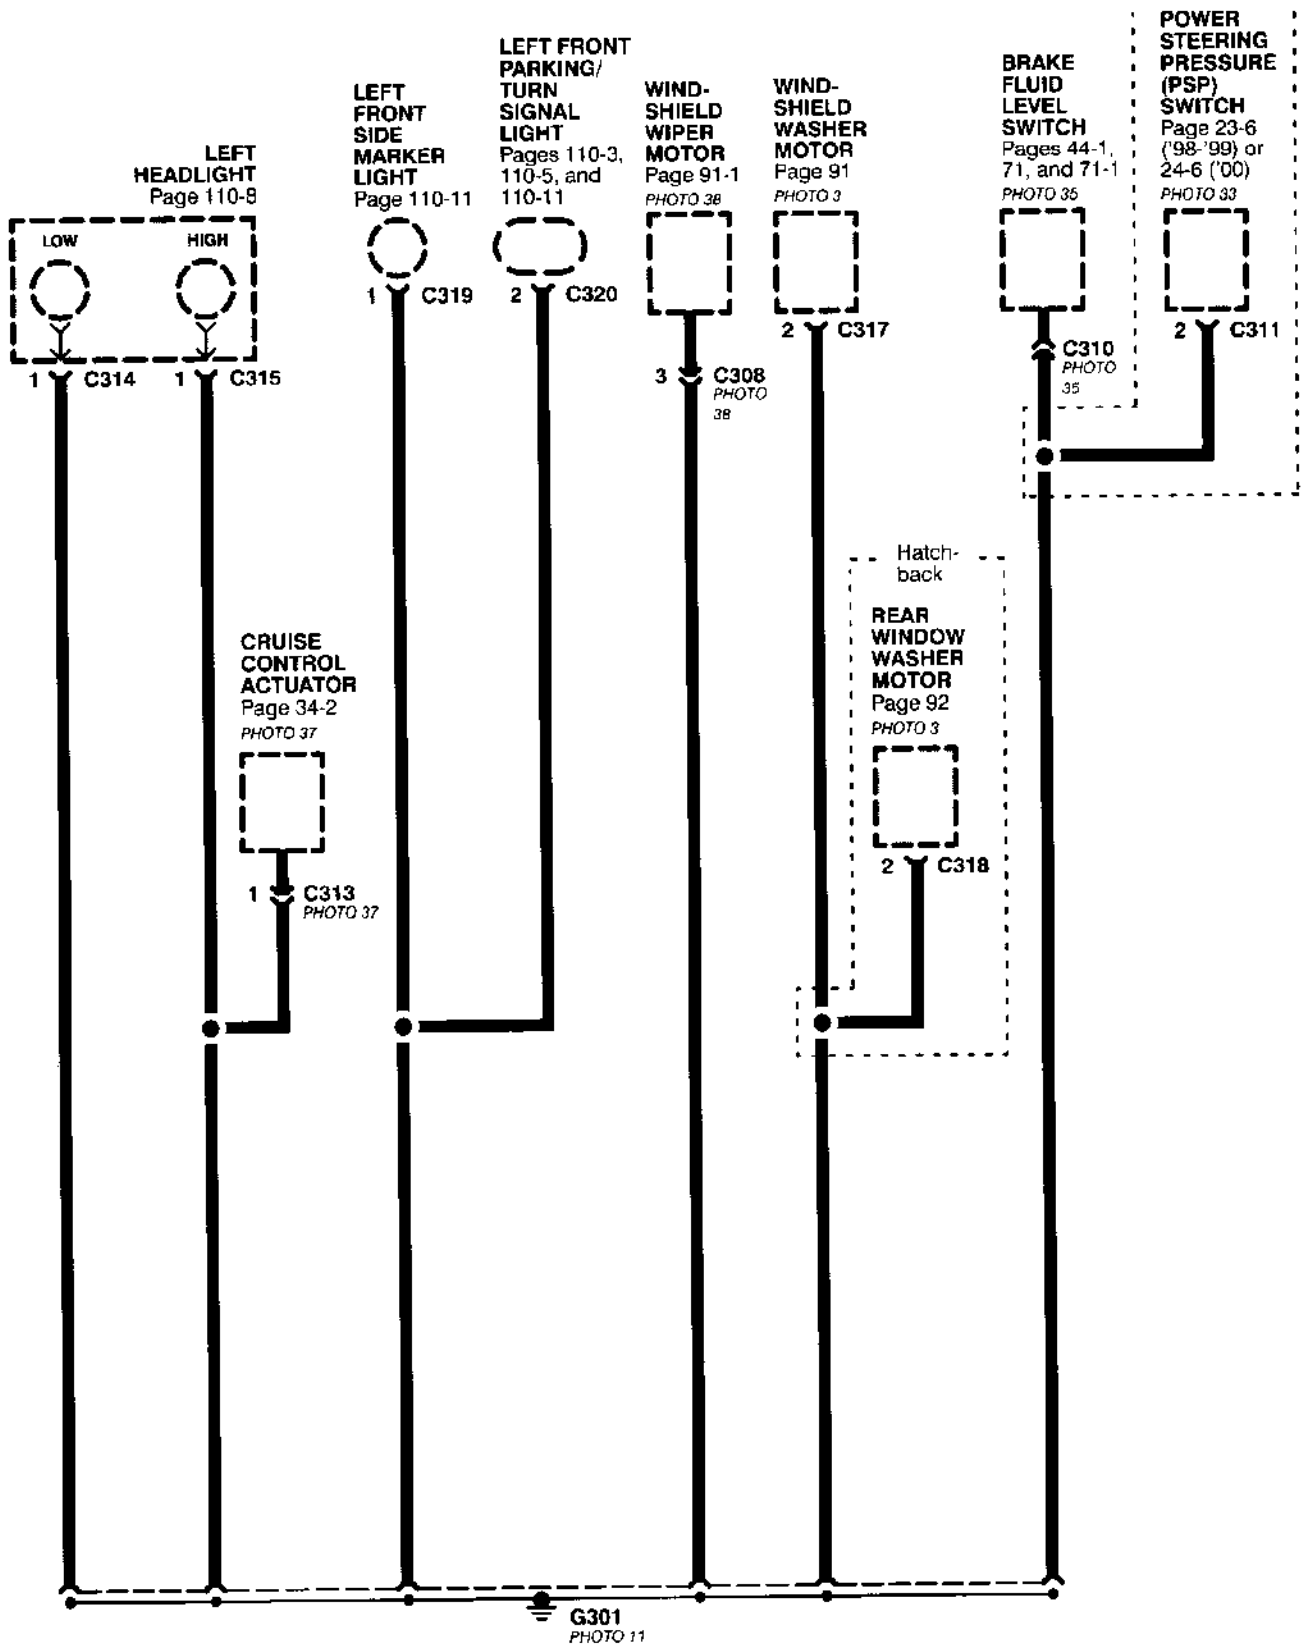 LEFT
HEADLIGHT
Page 110-8
LOW
HIGH
1
C314
1
C315
LEFT
FRONT
SIDE
MARKER
LIGHT
Page 110-11
1
C319
LEFT FRONT
PARKING/
TURN
SIGNAL
LIGHT
Pages 110-3,
110-5, and
110-11
2
C320
WIND-
SHIELD
WIPER
MOTOR
Page 91-1
PHOTO 38
3
C308
PHOTO
38
WIND-
SHIELD
WASHER
MOTOR
Page 91
PHOTO 3
2
C317
BRAKE
FLUID
LEVEL
SWITCH
Pages 44-1,
71, and 71-1
PHOTO 35
C310
PHOTO
35
POWER
STEERING
PRESSURE
(PSP)
SWITCH
Page 23-6
('98-'99) or
24-6 ('00)
PHOTO 33
2
C311
CRUISE
CONTROL
ACTUATOR
Page 34-2
PHOTO 37
1
C313
PHOTO 37
Hatch-
back
REAR
WINDOW
WASHER
MOTOR
Page 92
PHOTO 3
2
C318
G301
PHOTO 11